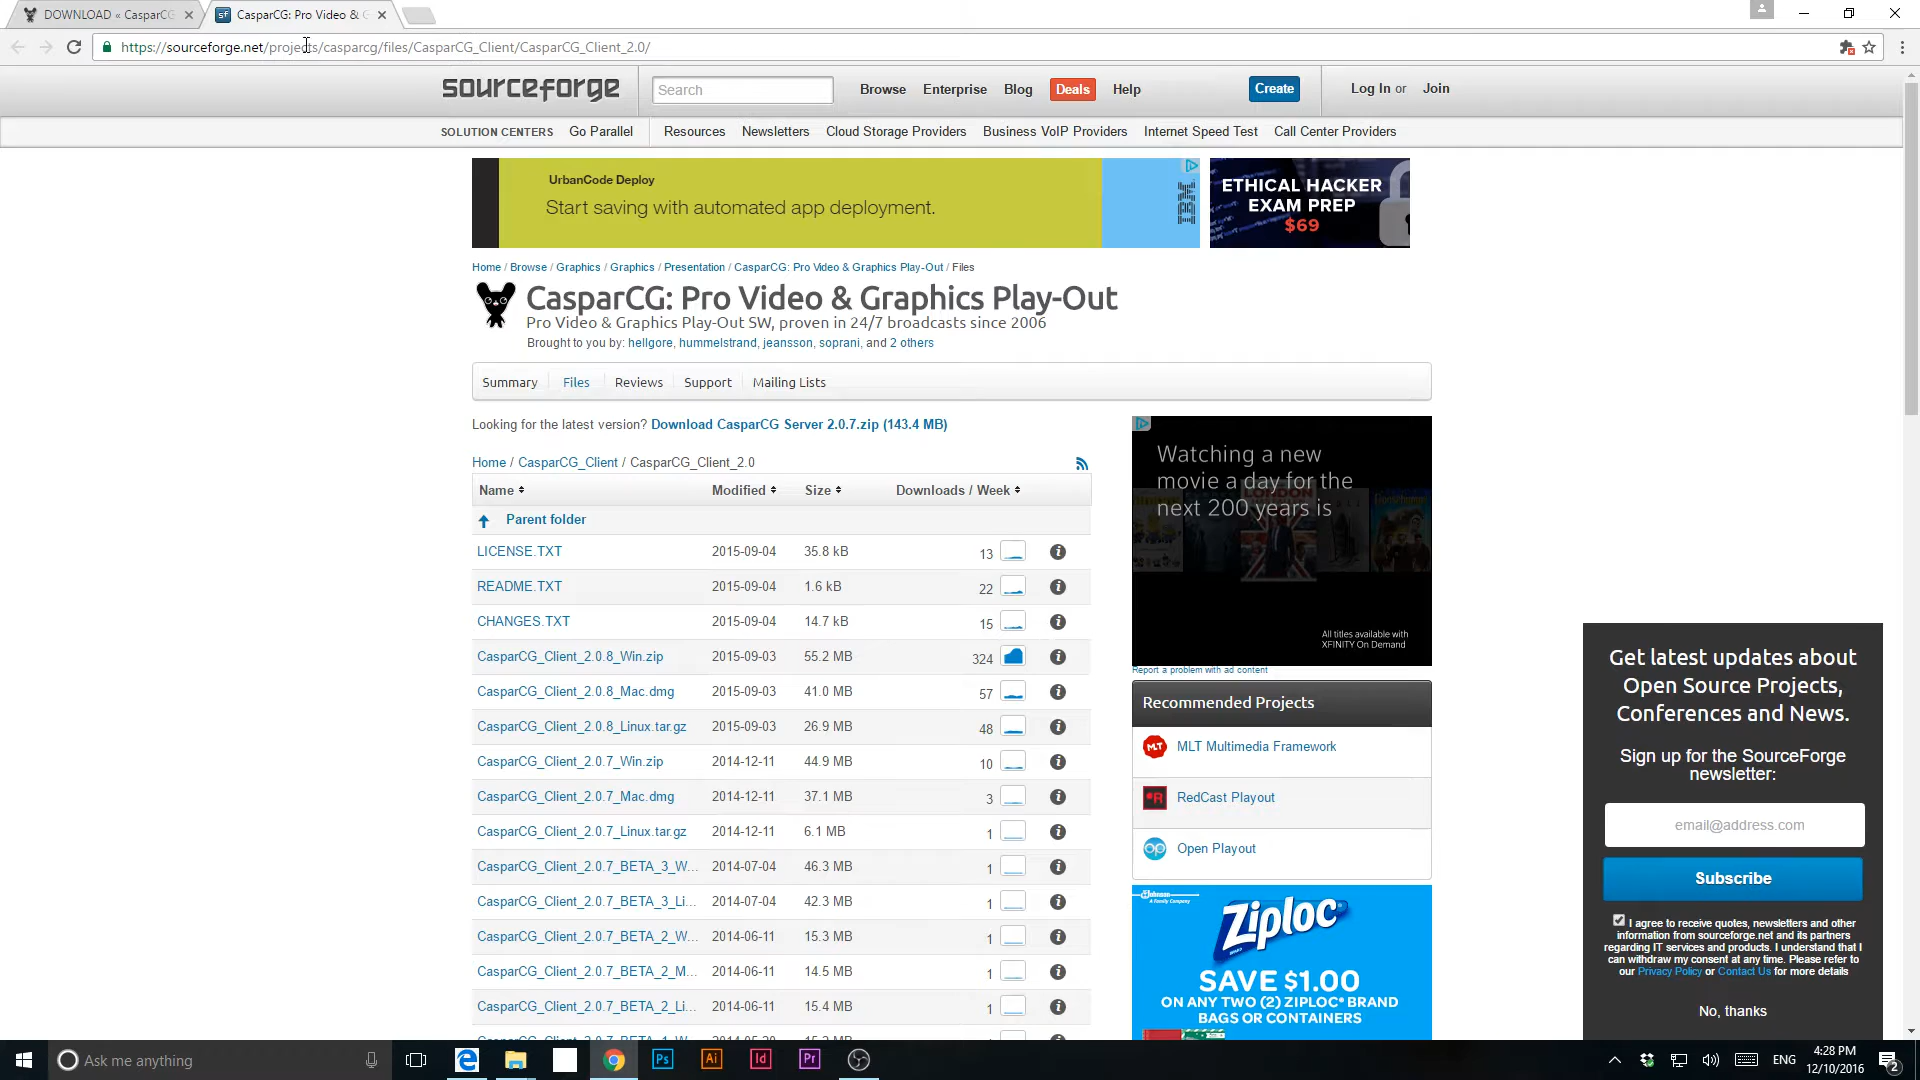 DOWNLOAD « CasparCG
CasparCG: Pro Video & G
https://sourceforge.net/projects/casparcg/files/CasparCG_Client/CasparCG_Client_2.0/
sourceforge
Search
Browse
Enterprise
Blog
Deals
Help
Create
Log In or Join
SOLUTION CENTERS
Go Parallel
Resources
Newsletters
Cloud Storage Providers
Business VoIP Providers
Internet Speed Test
Call Center Providers
UrbanCode Deploy
Start saving with automated app deployment.
IBM
ETHICAL HACKER
EXAM PREP
$69
Home / Browse / Graphics / Graphics / Presentation / CasparCG: Pro Video & Graphics Play-Out / Files
CasparCG: Pro Video & Graphics Play-Out
Pro Video & Graphics Play-Out SW, proven in 24/7 broadcasts since 2006
Brought to you by: hellgore, hummelstrand, jeansson, soprani, and 2 others
Summary
Files
Reviews
Support
Mailing Lists
Looking for the latest version? Download CasparCG Server 2.0.7.zip (143.4 MB)
Home / CasparCG_Client / CasparCG_Client_2.0
Name Modified Size Downloads / Week
Parent folder
LICENSE.TXT 2015-09-04 35.8 kB 13
README.TXT 2015-09-04 1.6 kB 22
CHANGES.TXT 2015-09-04 14.7 kB 15
CasparCG_Client_2.0.8_Win.zip 2015-09-03 55.2 MB 324
CasparCG_Client_2.0.8_Mac.dmg 2015-09-03 41.0 MB 57
CasparCG_Client_2.0.8_Linux.tar.gz 2015-09-03 26.9 MB 48
CasparCG_Client_2.0.7_Win.zip 2014-12-11 44.9 MB 10
CasparCG_Client_2.0.7_Mac.dmg 2014-12-11 37.1 MB 3
CasparCG_Client_2.0.7_Linux.tar.gz 2014-12-11 6.1 MB 1
CasparCG_Client_2.0.7_BETA_3_W... 2014-07-04 46.3 MB 1
CasparCG_Client_2.0.7_BETA_3_Li... 2014-07-04 42.3 MB 1
CasparCG_Client_2.0.7_BETA_2_W... 2014-06-11 15.3 MB 1
CasparCG_Client_2.0.7_BETA_2_M... 2014-06-11 14.5 MB 1
CasparCG_Client_2.0.7_BETA_2_Li... 2014-06-11 15.4 MB 1
Watching a new
movie a day for the
next 200 years is
LONDON
All titles available with
XFINITY On Demand
Report a problem with ad content
Recommended Projects
MLT
MLT Multimedia Framework
R
RedCast Playout
op
Open Playout
Ziploc
SAVE $1.00
ON ANY TWO (2) ZIPLOC® BRAND
BAGS OR CONTAINERS
Get latest updates about
Open Source Projects,
Conferences and News.
Sign up for the SourceForge
newsletter:
email@address.com
Subscribe
I agree to receive quotes, newsletters and other
information from sourceforge.net and its partners
regarding IT services and products. I understand that I
can withdraw my consent at any time. Please refer to
our Privacy Policy or Contact Us for more details
No, thanks
Ask me anything
Ps
Ai
Id
Pr
ENG
4:28 PM
12/10/2016
2